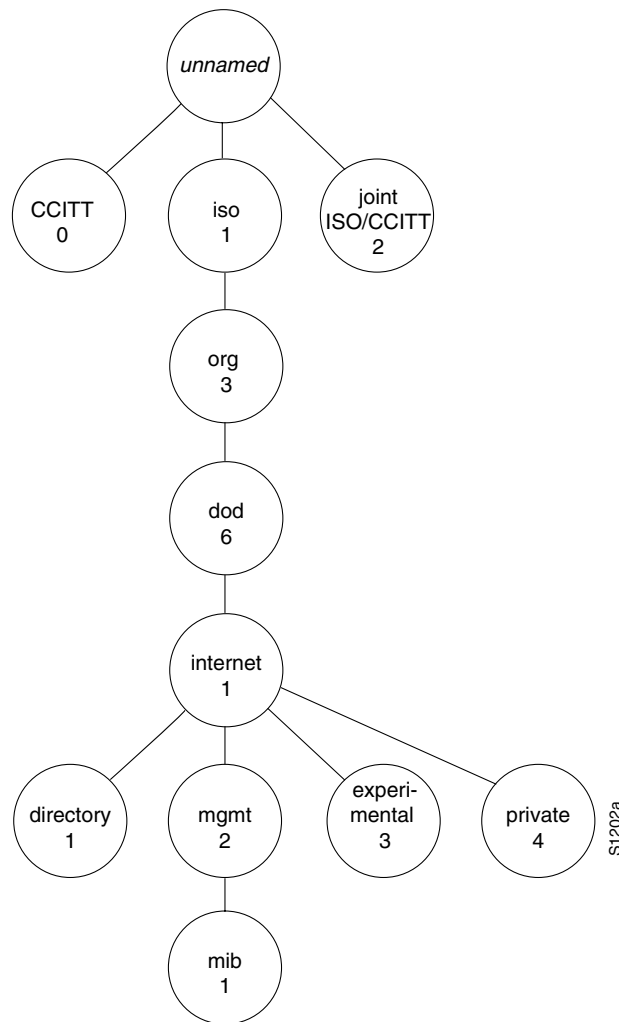 unnamed
CCITT
0
iso
1
joint
ISO/CCITT
2
org
3
dod
6
internet
1
directory
1
mgmt
2
experi-
mental
3
private
4
S1202a
mib
1